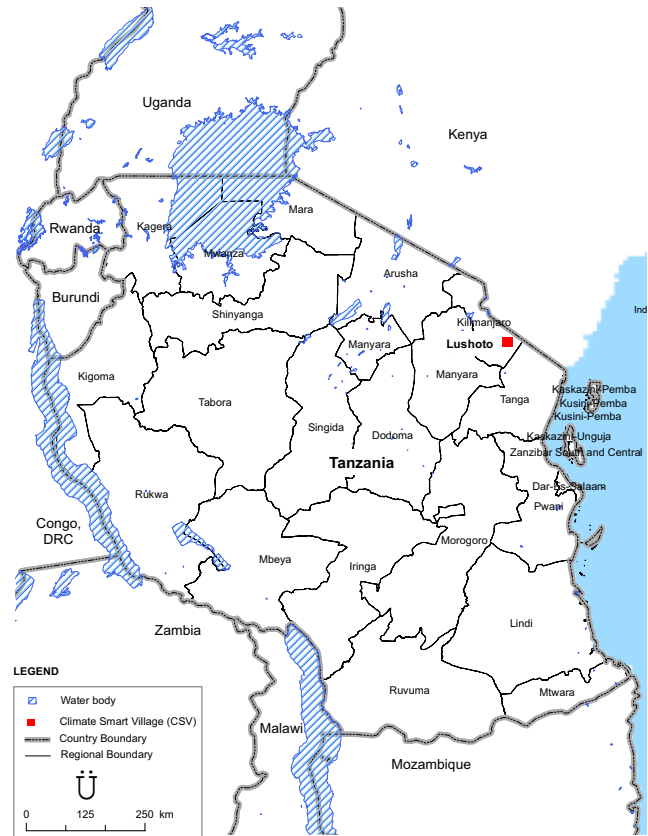 Uganda
Kenya
Mara
Rwanda
Kagera
Mwanza
Arusha
Burundi
Ind
Shinyanga
Kilimanjaro
Manyara
Lushoto
Kigoma
Tabora
Manyara
Tanga
Kaskazini-Pemba
Kusini-Pemba
Kusini-Pemba
Singida
Dodoma
Kaskazini-Unguja
Zanzibar South and Central
Tanzania
Dar-Es-Salaam
Rukwa
Pwani
Congo,
DRC
Mbeya
Iringa
Morogoro
Zambia
Lindi
LEGEND
Ruvuma
Mtwara
Water body
Climate Smart Village (CSV)
Malawi
Country Boundary
Regional Boundary
Mozambique
Ü
0 125 250 km